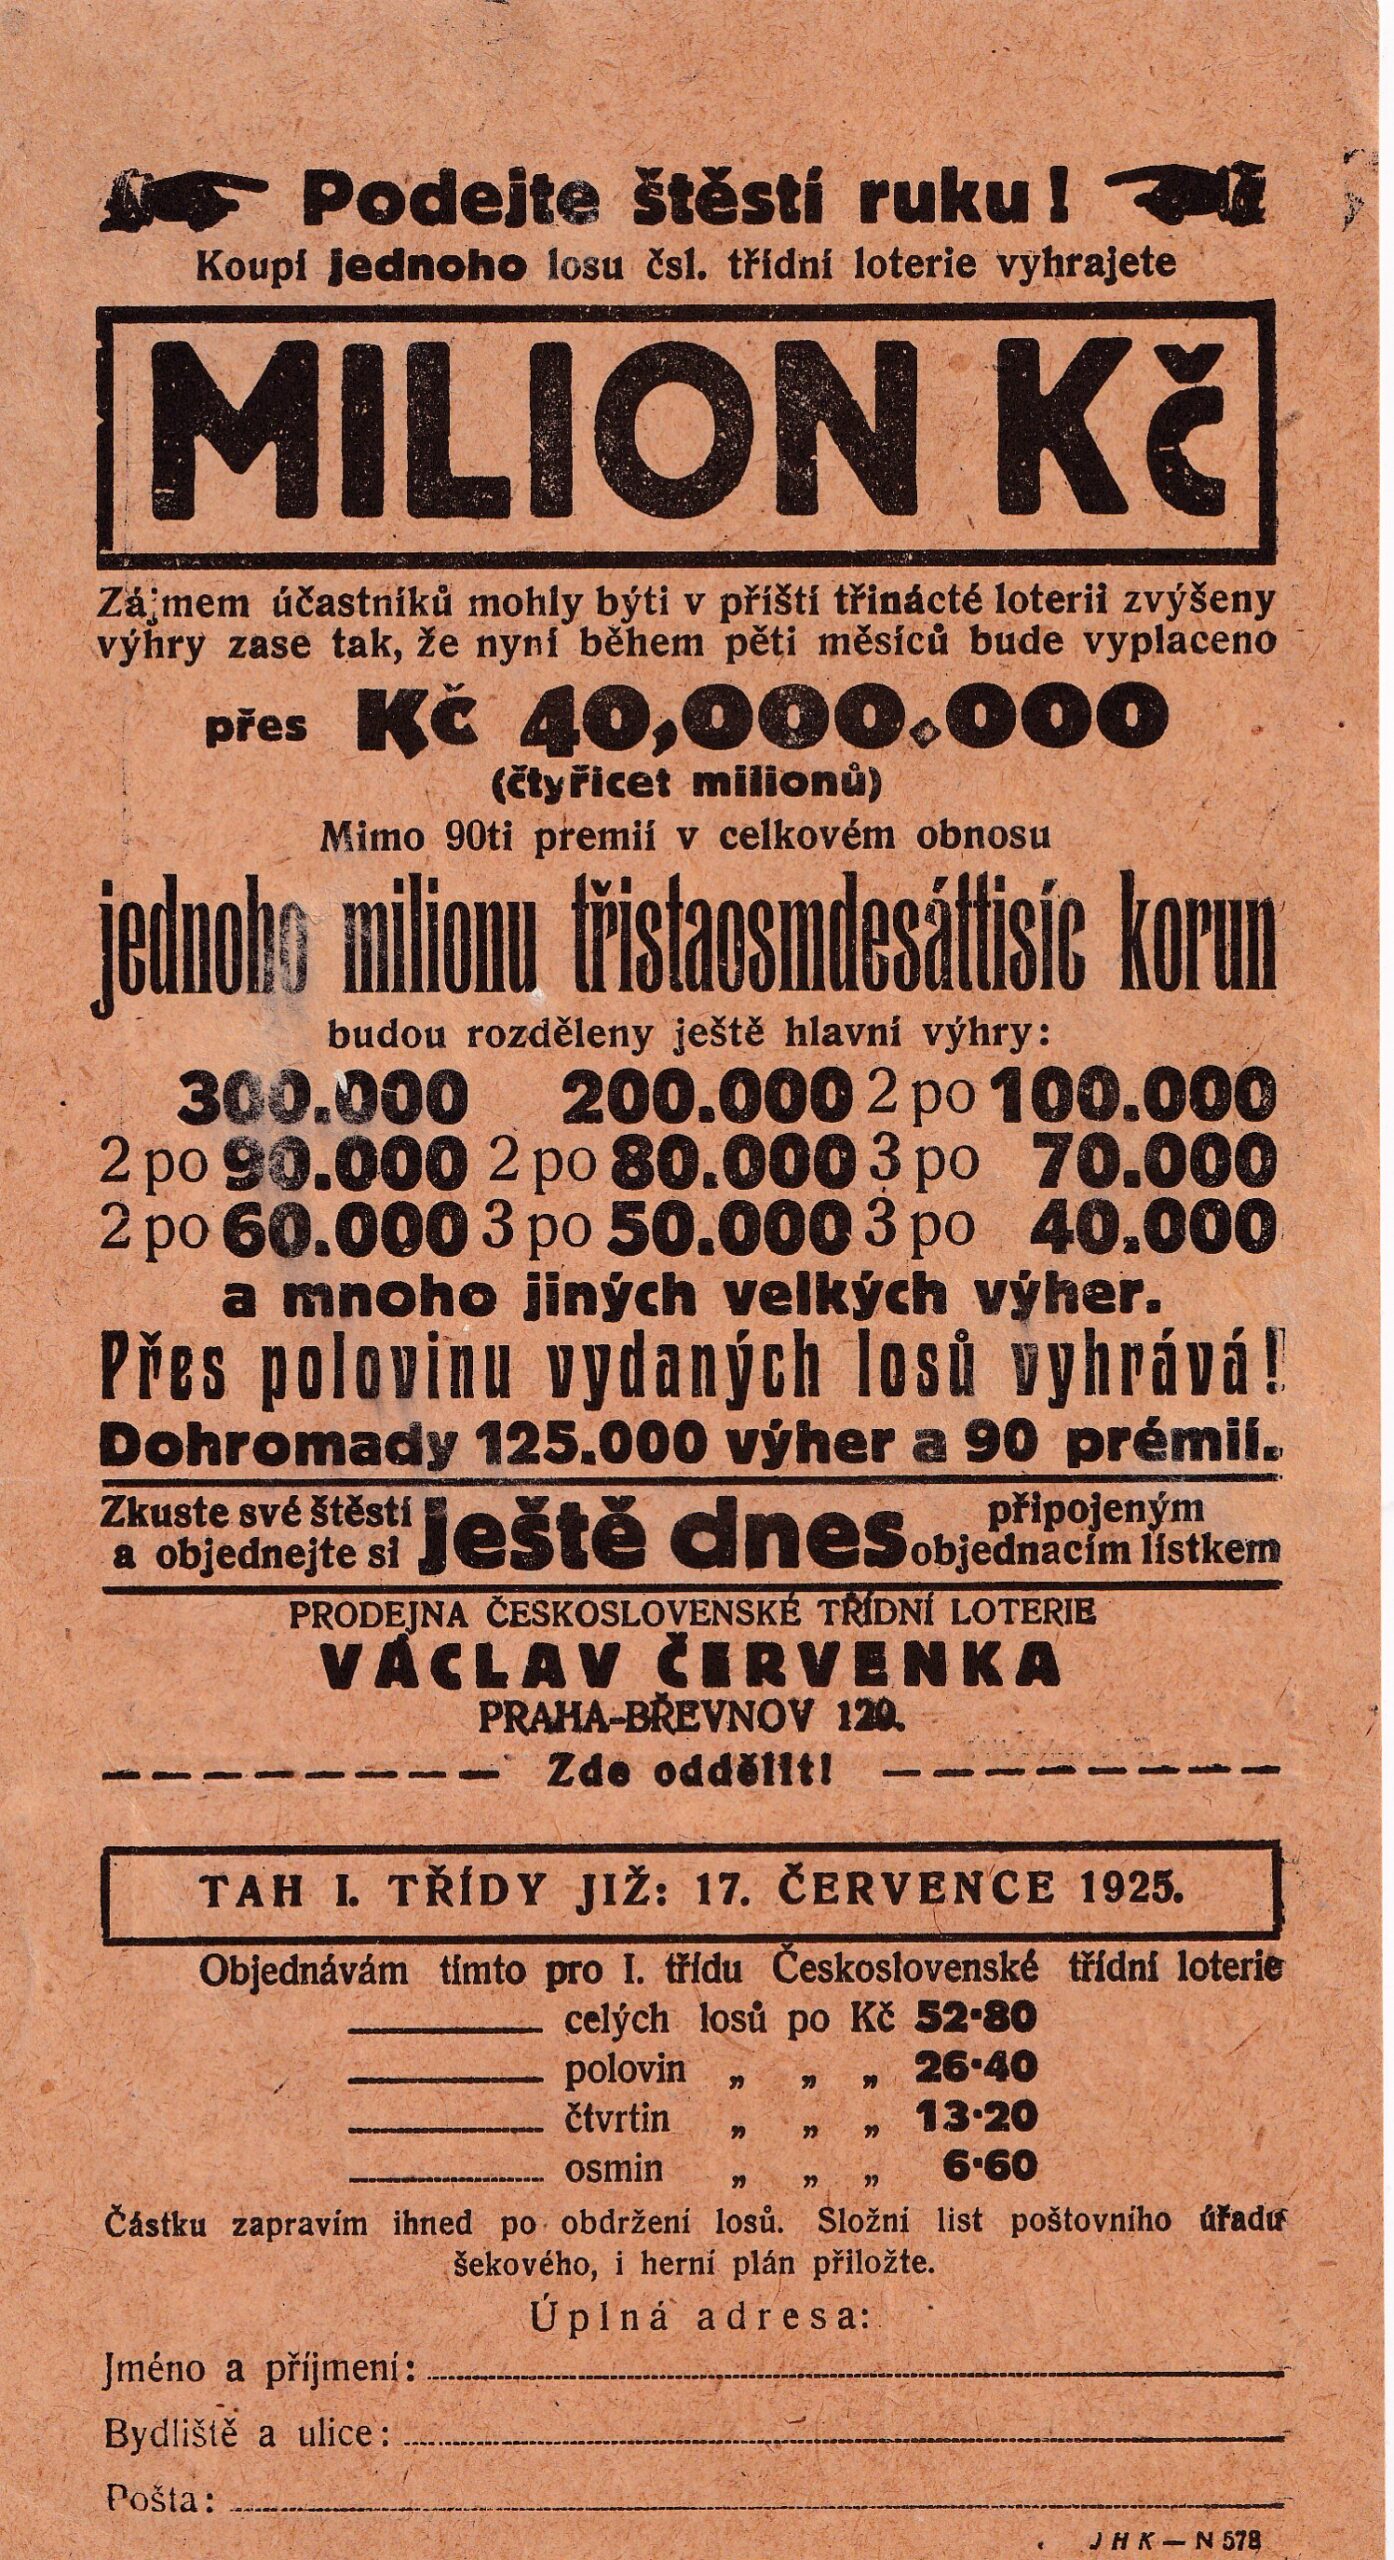 Podejte štěstí ruku!
Koupí jednoho losu čsl. třídní loterie vyhrajete
MILION Kč
Zájmem účastníků mohly býti v příští třinácté loterii zvýšeny
výhry zase tak, že nyní během pěti měsíců bude vyplaceno
přes Kč 40,000.000
(čtyřicet milionů)
Mimo 90ti premií v celkovém obnosu
jednoho milionu třistaosmdesáttisíc korun
budou rozděleny ještě hlavní výhry:
300.000 200.000 2 po 100.000
2 po 90.000 2 po 80.000 3 po 70.000
2 po 60.000 3 po 50.000 3 po 40.000
a mnoho jiných velkých výher.
Přes polovinu vydaných losů vyhrává!
Dohromady 125.000 výher a 90 prémií.
Zkuste své štěstí
a objednejte si
ještě dnes
připojeným
objednacím lístkem
PRODEJNA ČESKOSLOVENSKÉ TŘÍDNÍ LOTERIE
VÁCLAV ČERVENKA
PRAHA-BŘEVNOV 120.
Zde oddělit!
TAH I. TŘÍDY JIŽ: 17. ČERVENCE 1925.
Objednávám tímto pro I. třídu Československé třídní loterie
celých losů po Kč 52·80
polovin „ „ „ 26·40
čtvrtin „ „ „ 13·20
osmin „ „ „ 6·60
Částku zapravím ihned po obdržení losů. Složní list poštovního úřadu
šekového, i herní plán přiložte.
Úplná adresa:
Jméno a příjmení:
Bydliště a ulice:
Pošta:
JHK — N 578